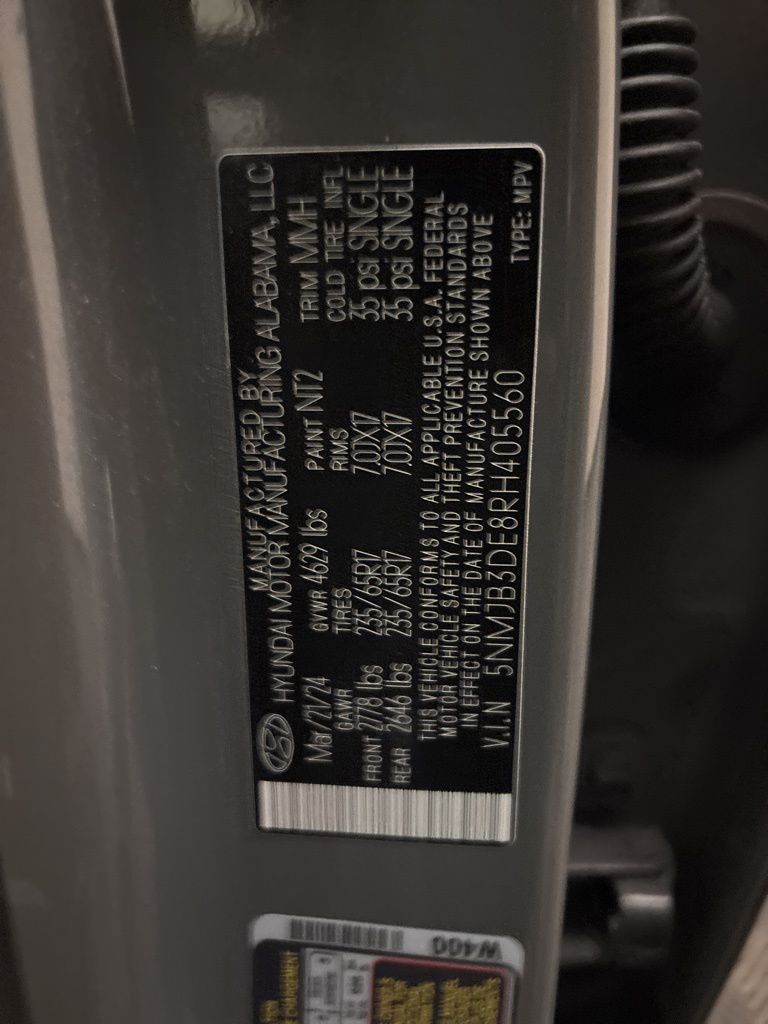 MANUFACTURED BY
HYUNDAI MOTOR MANUFACTURING ALABAMA, LLC
Mar/21/24 GVWR 4629 lbs PAINT NT2 TRIM MMH
GAWR TIRES RIMS COLD TIRE INFL
FRONT 2778 lbs 235/65R17 7.0JX17 35 psi SINGLE
REAR 2646 lbs 235/65R17 7.0JX17 35 psi SINGLE
THIS VEHICLE CONFORMS TO ALL APPLICABLE U.S.A. FEDERAL
MOTOR VEHICLE SAFETY AND THEFT PREVENTION STANDARDS
IN EFFECT ON THE DATE OF MANUFACTURE SHOWN ABOVE
V.I.N 5NMJB3DE8RH405560
TYPE: MPV
W400